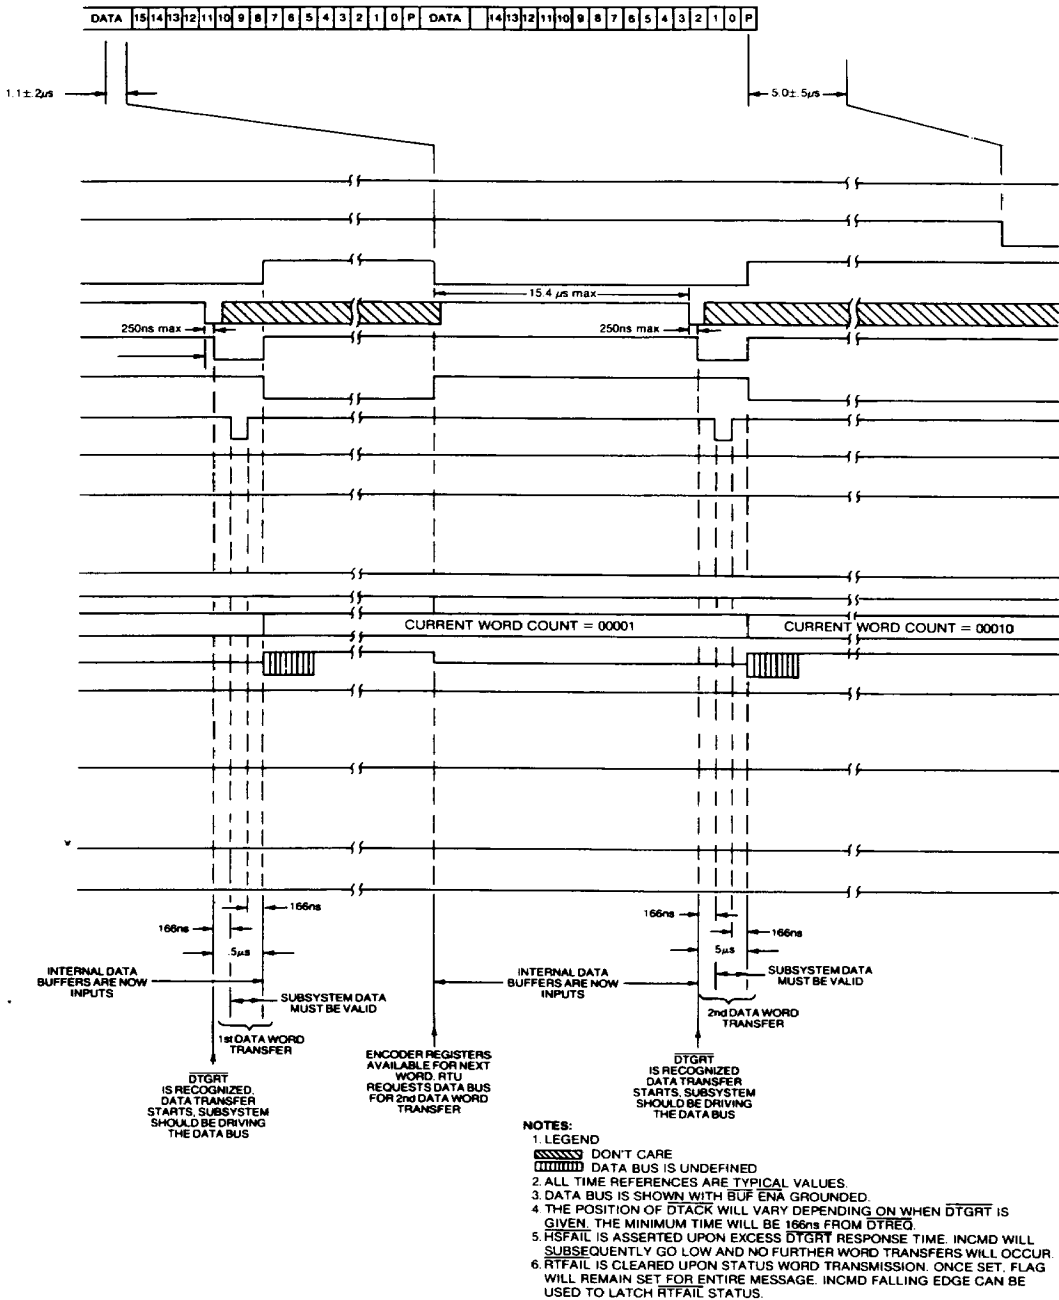 DATA 15 14 13 12 11 10 9 8 7 6 5 4 3 2 1 0 P DATA 14 13 12 11 10 9 8 7 6 5 4 3 2 1 0 P
1.1±.2µs
5.0±.5µs
15.4 µs max
250ns max
250ns max
CURRENT WORD COUNT = 00001
CURRENT WORD COUNT = 00010
166ns
166ns
166ns
166ns
.5µs
.5µs
INTERNAL DATA
BUFFERS ARE NOW
INPUTS
SUBSYSTEM DATA
MUST BE VALID
1st DATA WORD
TRANSFER
INTERNAL DATA
BUFFERS ARE NOW
INPUTS
SUBSYSTEM DATA
MUST BE VALID
2nd DATA WORD
TRANSFER
DTGRT
IS RECOGNIZED,
DATA TRANSFER
STARTS, SUBSYSTEM
SHOULD BE DRIVING
THE DATA BUS
ENCODER REGISTERS
AVAILABLE FOR NEXT
WORD. RTU
REQUESTS DATA BUS
FOR 2nd DATA WORD
TRANSFER
DTGRT
IS RECOGNIZED
DATA TRANSFER
STARTS, SUBSYSTEM
SHOULD BE DRIVING
THE DATA BUS
NOTES:
1. LEGEND
DON'T CARE
DATA BUS IS UNDEFINED
2. ALL TIME REFERENCES ARE TYPICAL VALUES.
3. DATA BUS IS SHOWN WITH BUF ENA GROUNDED.
4. THE POSITION OF DTACK WILL VARY DEPENDING ON WHEN DTGRT IS
GIVEN. THE MINIMUM TIME WILL BE 166ns FROM DTREQ.
5. HSFAIL IS ASSERTED UPON EXCESS DTGRT RESPONSE TIME. INCMD WILL
SUBSEQUENTLY GO LOW AND NO FURTHER WORD TRANSFERS WILL OCCUR.
6. RTFAIL IS CLEARED UPON STATUS WORD TRANSMISSION. ONCE SET, FLAG
WILL REMAIN SET FOR ENTIRE MESSAGE. INCMD FALLING EDGE CAN BE
USED TO LATCH RTFAIL STATUS.